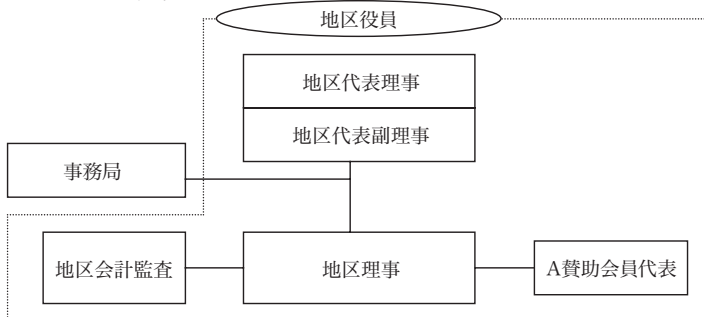 地区役員
地区代表理事
地区代表副理事
事務局
地区会計監査
地区理事
A賛助会員代表